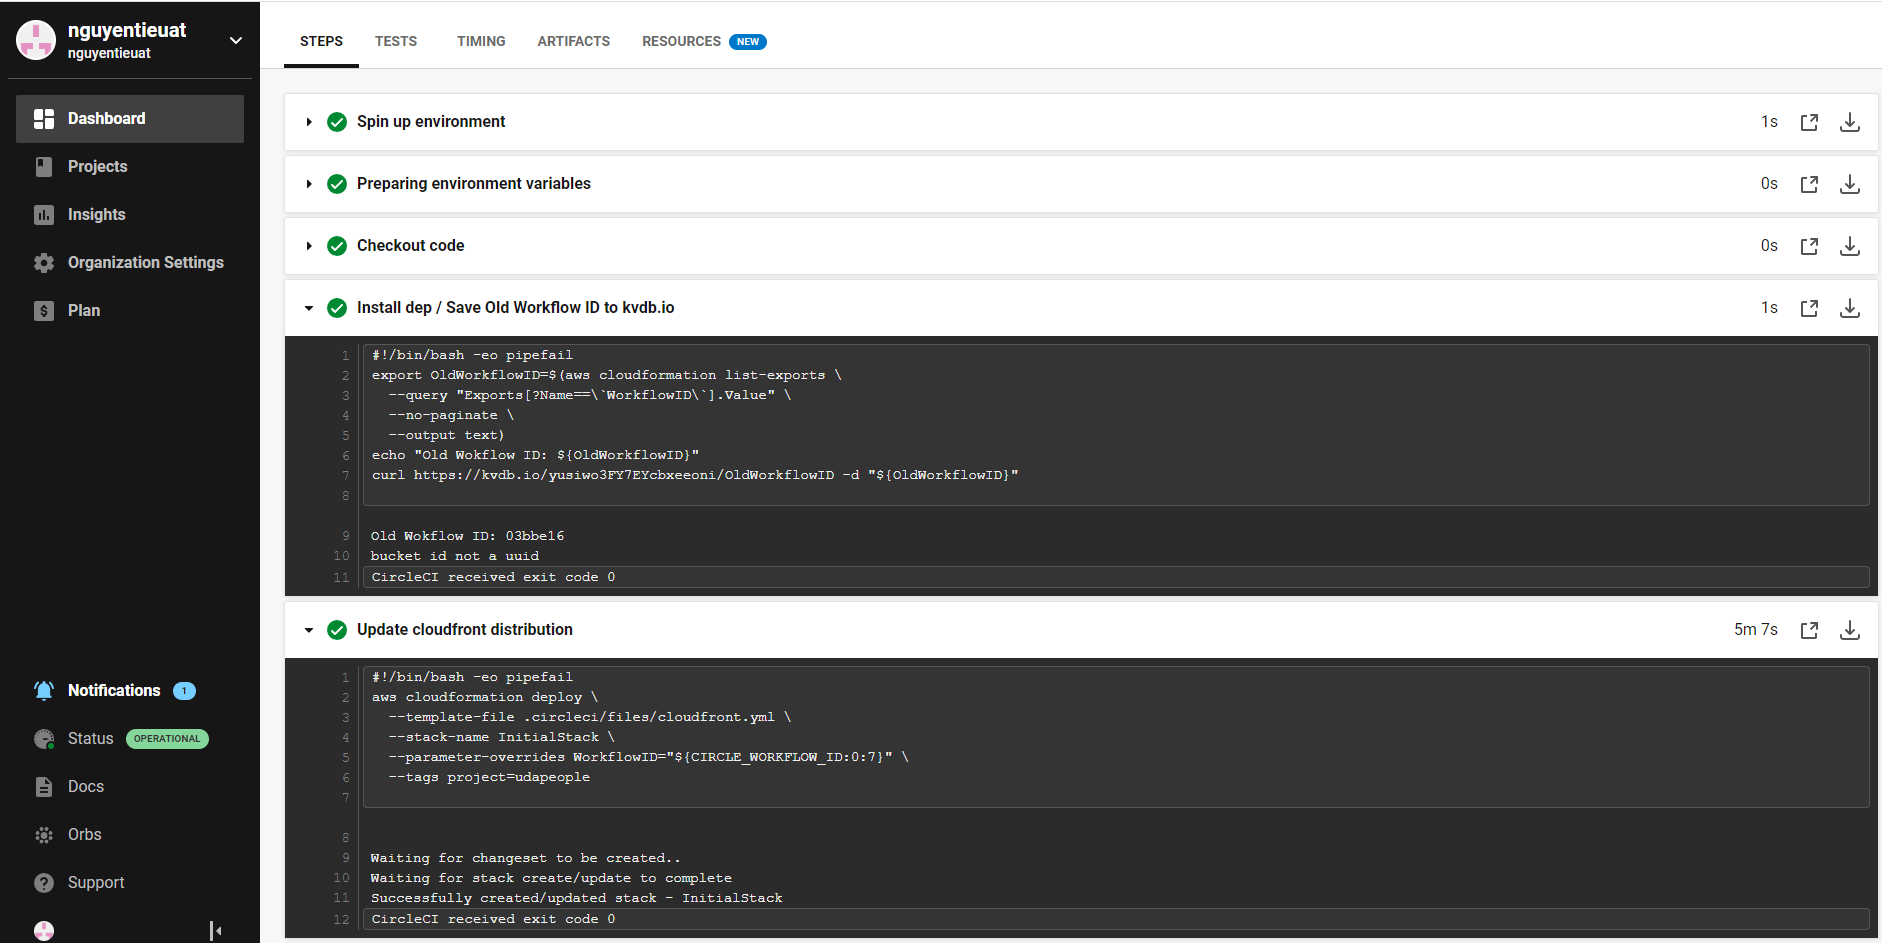 nguyentieuat
nguyentieuat
Dashboard
Projects
Insights
Organization Settings
$ Plan
Notifications 1
Status OPERATIONAL
Docs
Orbs
? Support
STEPS TESTS TIMING ARTIFACTS RESOURCES NEW
Spin up environment 1s
Preparing environment variables 0s
Checkout code 0s
Install dep / Save Old Workflow ID to kvdb.io 1s
1 #!/bin/bash -eo pipefail
2 export OldWorkflowID=$(aws cloudformation list-exports \
3 --query "Exports[?Name==\`WorkflowID\`].Value" \
4 --no-paginate \
5 --output text)
6 echo "Old Wokflow ID: ${OldWorkflowID}"
7 curl https://kvdb.io/yusiwo3FY7EYcbxeeoni/OldWorkflowID -d "${OldWorkflowID}"
8
9 Old Wokflow ID: 03bbe16
10 bucket id not a uuid
11 CircleCI received exit code 0
Update cloudfront distribution 5m 7s
1 #!/bin/bash -eo pipefail
2 aws cloudformation deploy \
3 --template-file .circleci/files/cloudfront.yml \
4 --stack-name InitialStack \
5 --parameter-overrides WorkflowID="${CIRCLE_WORKFLOW_ID:0:7}" \
6 --tags project=udapeople
7
8
9 Waiting for changeset to be created..
10 Waiting for stack create/update to complete
11 Successfully created/updated stack - InitialStack
12 CircleCI received exit code 0